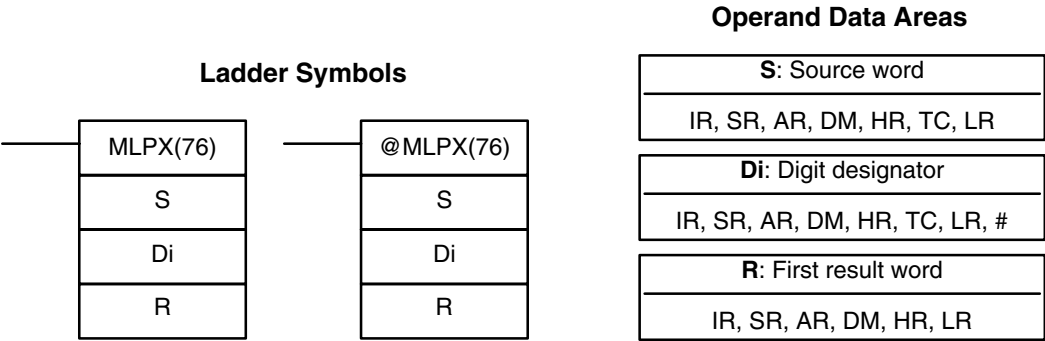 Ladder Symbols
MLPX(76)
S
Di
R
@MLPX(76)
S
Di
R
Operand Data Areas
S: Source word
IR, SR, AR, DM, HR, TC, LR
Di: Digit designator
IR, SR, AR, DM, HR, TC, LR, #
R: First result word
IR, SR, AR, DM, HR, LR